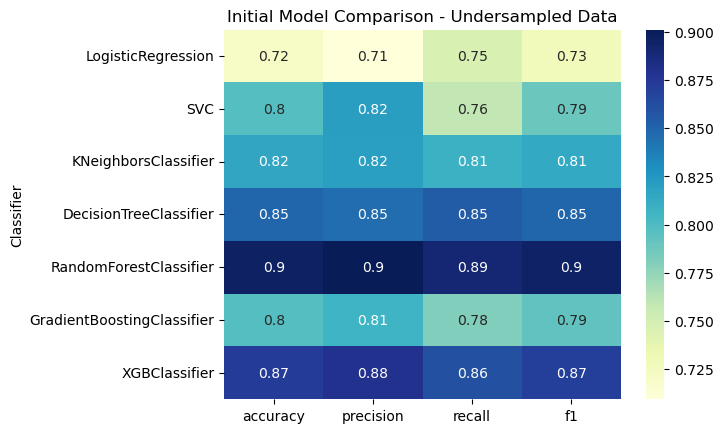 Initial Model Comparison - Undersampled Data
Classifier
LogisticRegression 0.72 0.71 0.75 0.73
SVC 0.8 0.82 0.76 0.79
KNeighborsClassifier 0.82 0.82 0.81 0.81
DecisionTreeClassifier 0.85 0.85 0.85 0.85
RandomForestClassifier 0.9 0.9 0.89 0.9
GradientBoostingClassifier 0.8 0.81 0.78 0.79
XGBClassifier 0.87 0.88 0.86 0.87
accuracy precision recall f1
0.900
0.875
0.850
0.825
0.800
0.775
0.750
0.725